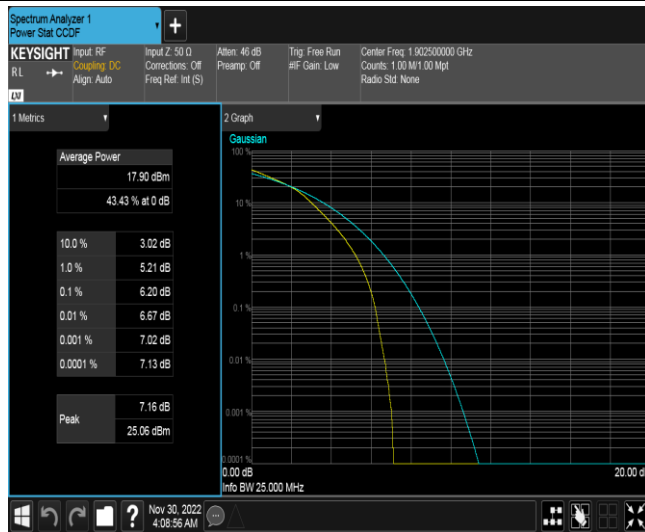 Spectrum Analyzer 1
Power Stat CCDF
+
KEYSIGHT
RL
LXI
Input: RF
Coupling: DC
Align: Auto
Input Z: 50 Ω
Corrections: Off
Freq Ref: Int (S)
Atten: 46 dB
Preamp: Off
Trig: Free Run
#IF Gain: Low
Center Freq: 1.902500000 GHz
Counts: 1.00 M/1.00 Mpt
Radio Std: None
1 Metrics
Average Power
17.90 dBm
43.43 % at 0 dB
10.0 % 3.02 dB
1.0 % 5.21 dB
0.1 % 6.20 dB
0.01 % 6.67 dB
0.001 % 7.02 dB
0.0001 % 7.13 dB
Peak
7.16 dB
25.06 dBm
2 Graph
Gaussian
100 %
10 %
1 %
0.1 %
0.01 %
0.001 %
0.0001 %
0.00 dB 20.00 d
Info BW 25.000 MHz
?
Nov 30, 2022
4:08:56 AM